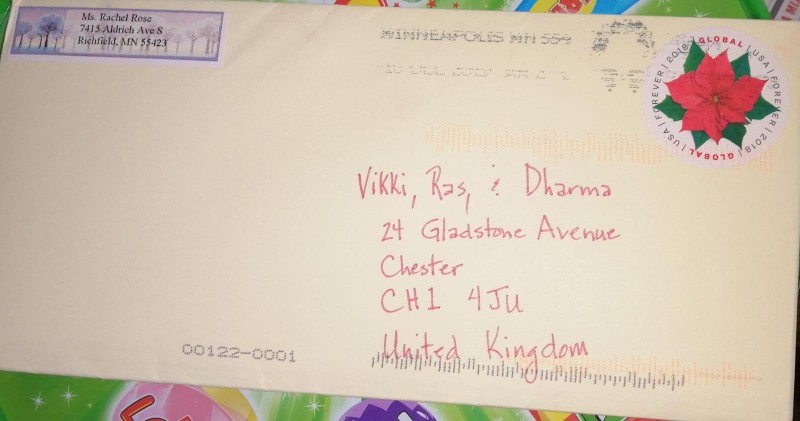 Ms. Rachel Rose
7415 Aldrich Ave S
Richfield, MN 55423
MINNEAPOLIS MN 554
GLOBAL | USA | FOREVER | 2018 | GLOBAL | USA | FOREVER | 2018
Vikki, Ras, & Dharma
24 Gladstone Avenue
Chester
CH1 4JU
United Kingdom
00122-0001